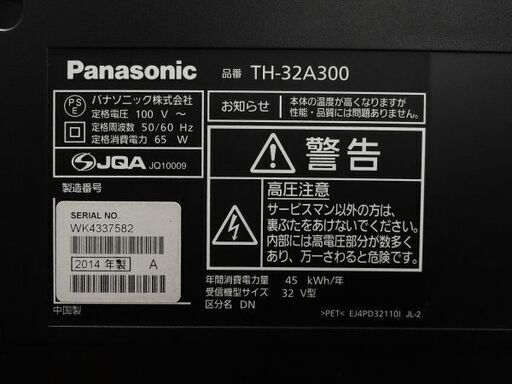 Panasonic 品番 TH-32A300
PSE
パナソニック株式会社
定格電圧 100 V ～
定格周波数 50/60 Hz
定格消費電力 65 W
JQA JQ10009
製造番号
SERIAL NO.
WK4337582
2014 年製 A
中国製
お知らせ
本体の温度が高くなりますが
性能・品質には問題ありません。
警告
高圧注意
サービスマン以外の方は、
裏ぶたをあけないでください。
内部には高電圧部分が数多く
あり、万一さわると危険です。
年間消費電力量 45 kWh/年
受信機型サイズ 32 V型
区分名 DN
>PET< EJ4PD32110I JL-2